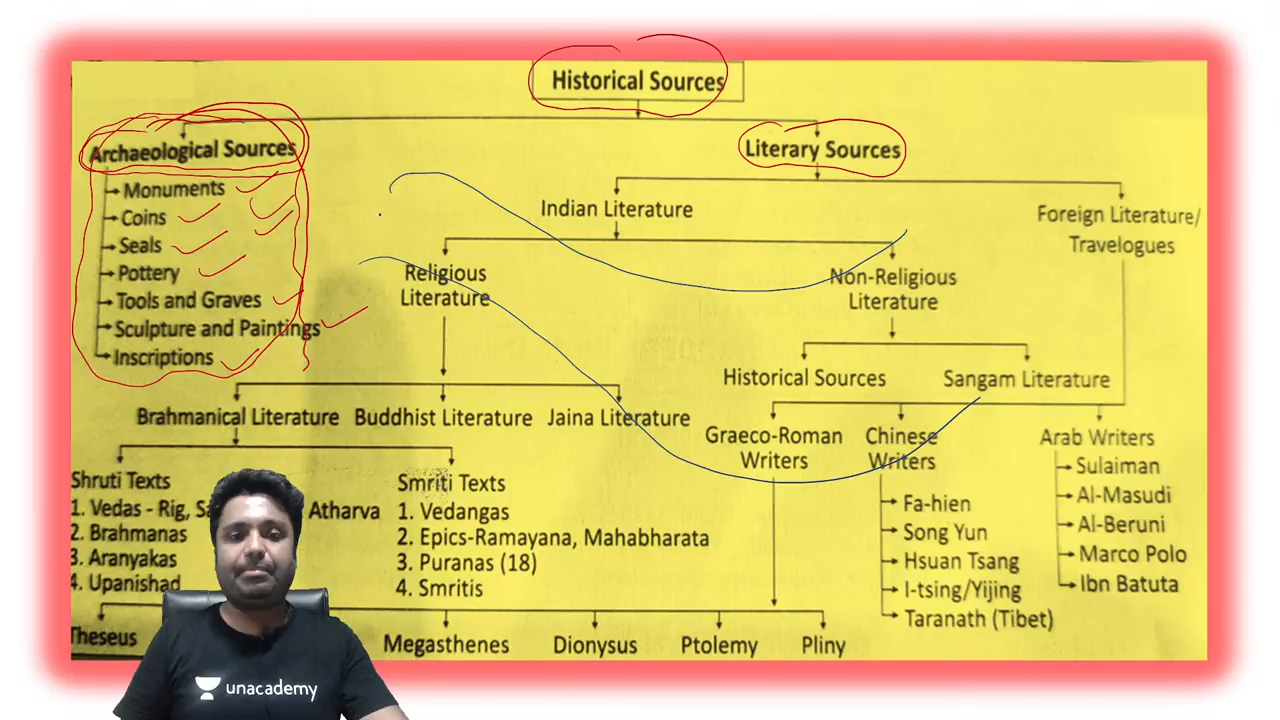 Historical Sources
Archaeological Sources
Monuments
Coins
Seals
Pottery
Tools and Graves
Sculpture and Paintings
Inscriptions
Literary Sources
Indian Literature
Foreign Literature/
Travelogues
Religious
Literature
Non-Religious
Literature
Historical Sources
Sangam Literature
Brahmanical Literature
Buddhist Literature
Jaina Literature
Shruti Texts
1. Vedas - Rig, Atharva
2. Brahmanas
3. Aranyakas
4. Upanishad
Smriti Texts
1. Vedangas
2. Epics-Ramayana, Mahabharata
3. Puranas (18)
4. Smritis
Graeco-Roman
Writers
Chinese
Writers
Fa-hien
Song Yun
Hsuan Tsang
I-tsing/Yijing
Taranath (Tibet)
Arab Writers
Sulaiman
Al-Masudi
Al-Beruni
Marco Polo
Ibn Batuta
Theseus
Megasthenes
Dionysus
Ptolemy
Pliny
unacademy